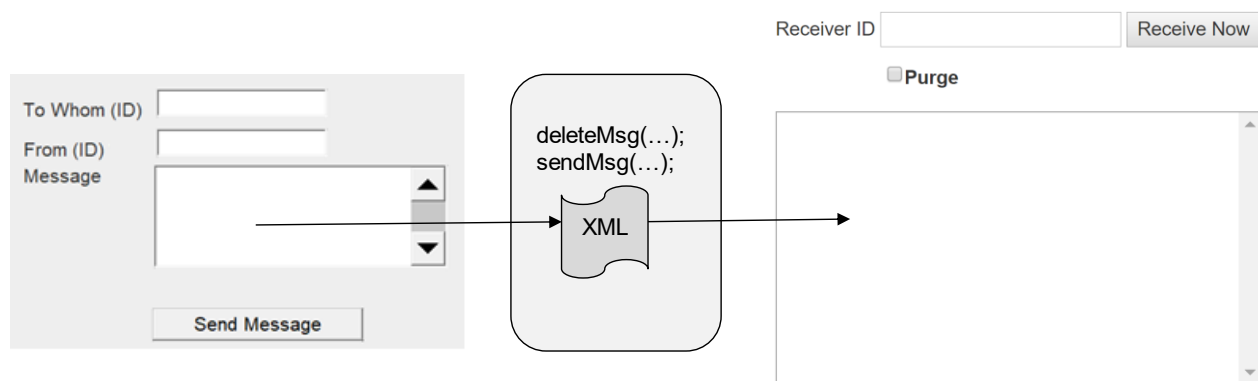 To Whom (ID)
From (ID)
Message
Send Message
deleteMsg(…);
sendMsg(…);
XML
Receiver ID
Receive Now
Purge